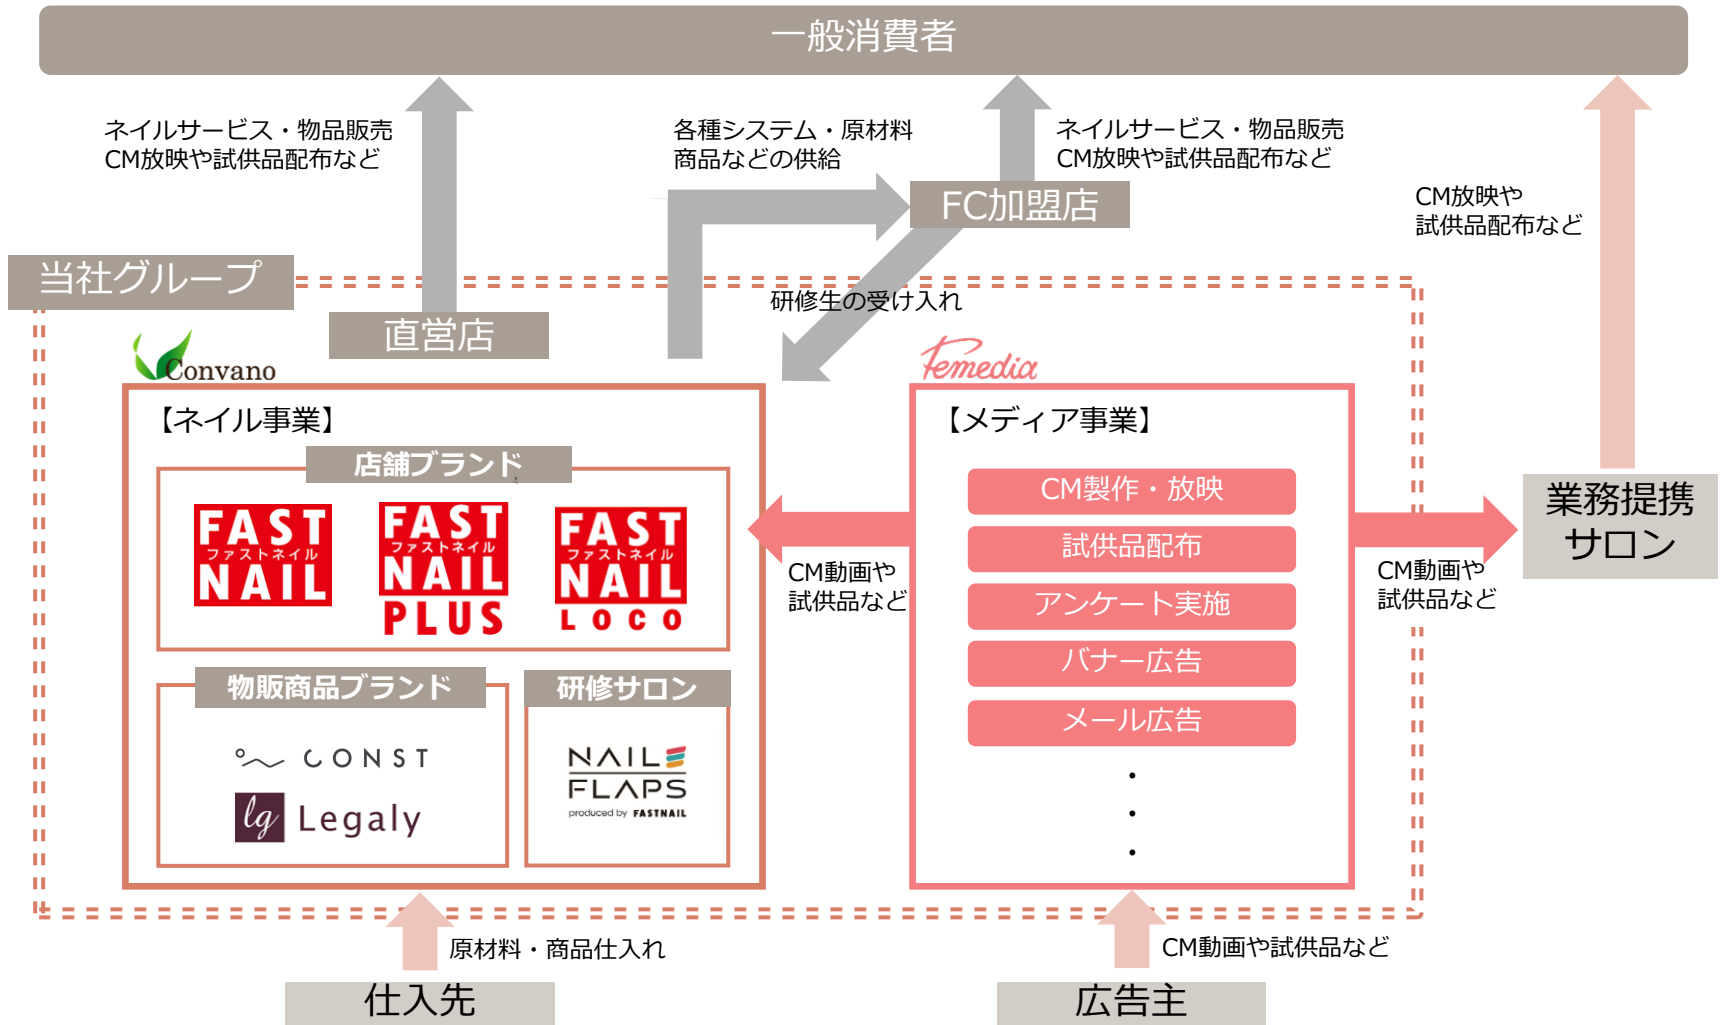 一般消費者
ネイルサービス・物品販売
CM放映や試供品配布など
各種システム・原材料
商品などの供給
ネイルサービス・物品販売
CM放映や試供品配布など
FC加盟店
CM放映や
試供品配布など
当社グループ
研修生の受け入れ
直営店
Convano
Femedia
【ネイル事業】
店舗ブランド
FAST
ファストネイル
NAIL
FAST
ファストネイル
NAIL
PLUS
FAST
ファストネイル
NAIL
LOCO
物販商品ブランド
CONST
lg Legaly
研修サロン
NAIL
FLAPS
produced by FASTNAIL
CM動画や
試供品など
【メディア事業】
CM製作・放映
試供品配布
アンケート実施
バナー広告
メール広告
・
・
・
CM動画や
試供品など
業務提携
サロン
原材料・商品仕入れ
仕入先
CM動画や試供品など
広告主